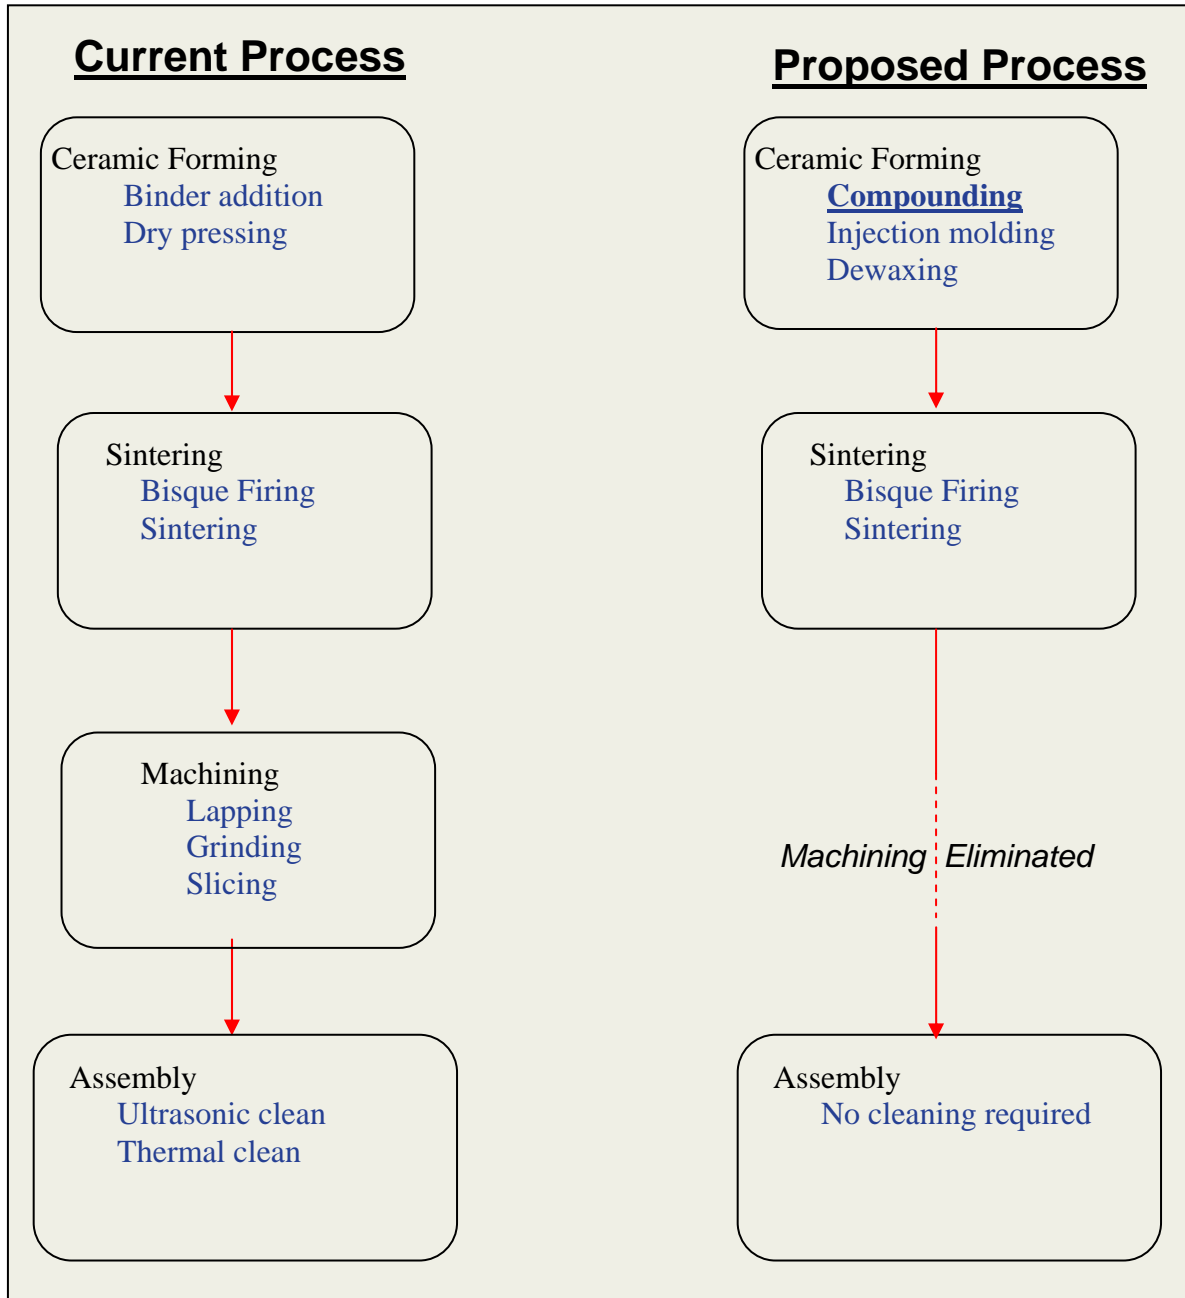 Current Process
Ceramic Forming
Binder addition
Dry pressing
Sintering
Bisque Firing
Sintering
Machining
Lapping
Grinding
Slicing
Assembly
Ultrasonic clean
Thermal clean
Proposed Process
Ceramic Forming
Compounding
Injection molding
Dewaxing
Sintering
Bisque Firing
Sintering
Machining Eliminated
Assembly
No cleaning required